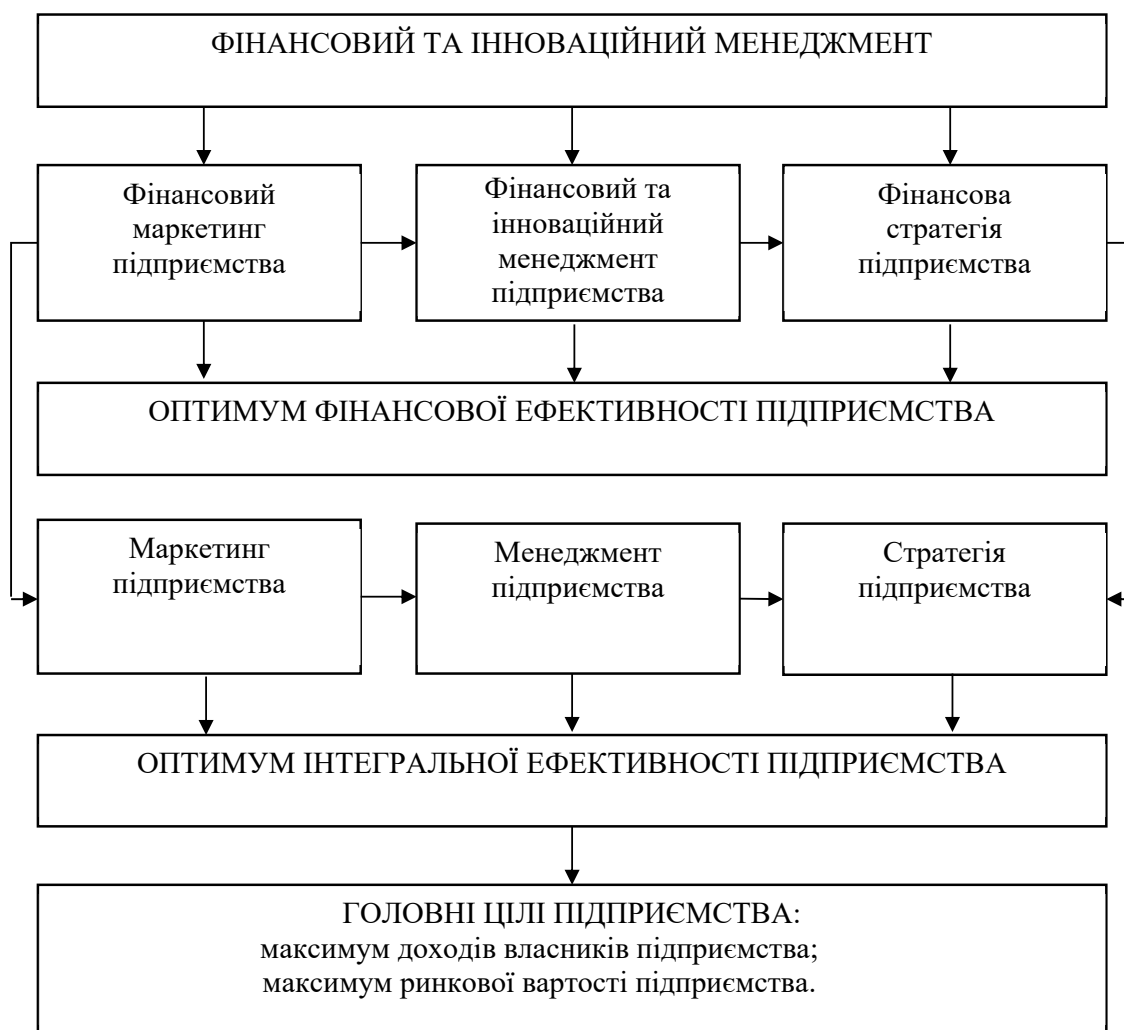 ФІНАНСОВИЙ ТА ІННОВАЦІЙНИЙ МЕНЕДЖМЕНТ
Фінансовий
маркетинг
підприємства
Фінансовий та
інноваційний
менеджмент
підприємства
Фінансова
стратегія
підприємства
ОПТИМУМ ФІНАНСОВОЇ ЕФЕКТИВНОСТІ ПІДПРИЄМСТВА
Маркетинг
підприємства
Менеджмент
підприємства
Стратегія
підприємства
ОПТИМУМ ІНТЕГРАЛЬНОЇ ЕФЕКТИВНОСТІ ПІДПРИЄМСТВА
ГОЛОВНІ ЦІЛІ ПІДПРИЄМСТВА:
максимум доходів власників підприємства;
максимум ринкової вартості підприємства.